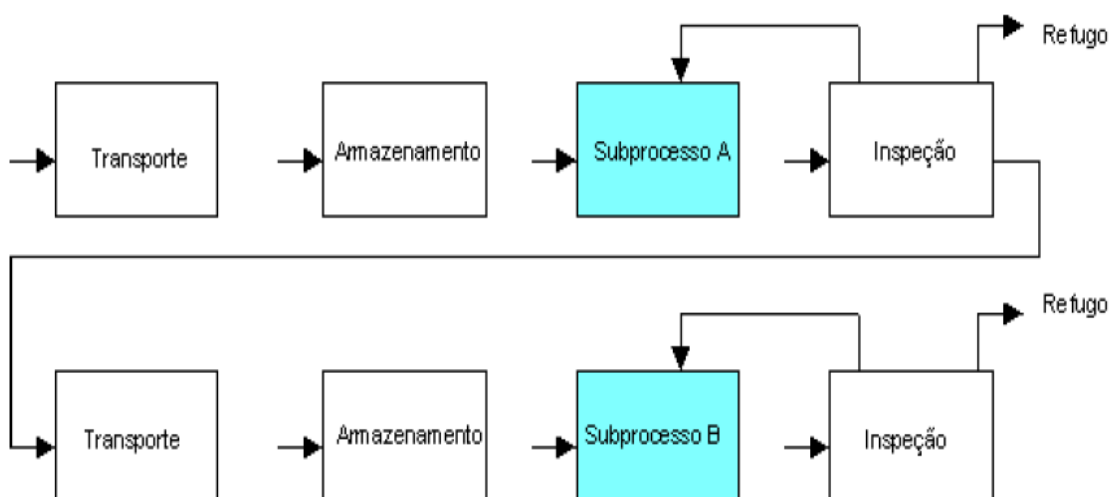 Refugo
Transporte
Armazenamento
Subprocesso A
Inspeção
Refugo
Transporte
Armazenamento
Subprocesso B
Inspeção